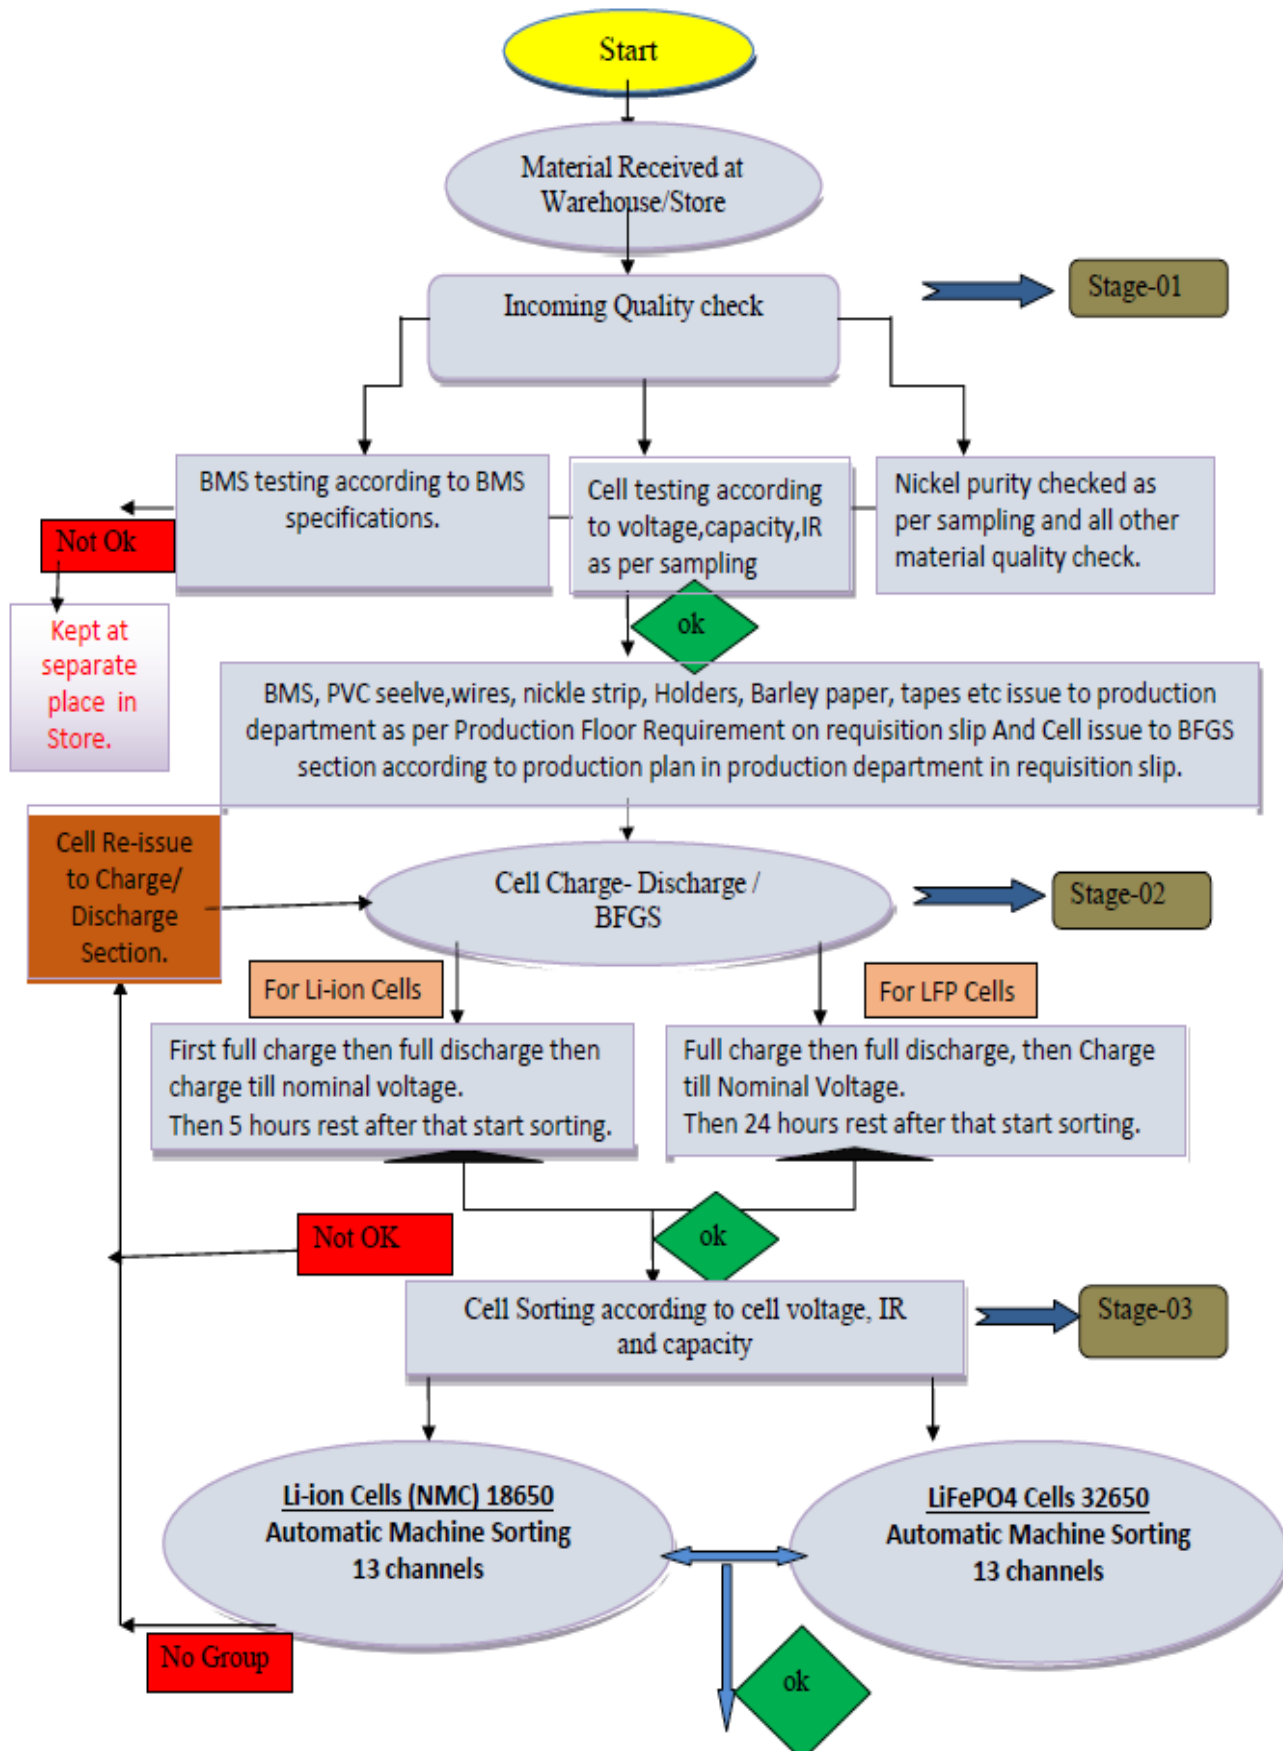 Start
Material Received at
Warehouse/Store
Incoming Quality check
Stage-01
BMS testing according to BMS
specifications.
Cell testing according
to voltage,capacity,IR
as per sampling
Nickel purity checked as
per sampling and all other
material quality check.
Not Ok
Kept at
separate
place in
Store.
ok
BMS, PVC seelve,wires, nickle strip, Holders, Barley paper, tapes etc issue to production
department as per Production Floor Requirement on requisition slip And Cell issue to BFGS
section according to production plan in production department in requisition slip.
Cell Re-issue
to Charge/
Discharge
Section.
Cell Charge- Discharge /
BFGS
Stage-02
For Li-ion Cells
For LFP Cells
First full charge then full discharge then
charge till nominal voltage.
Then 5 hours rest after that start sorting.
Full charge then full discharge, then Charge
till Nominal Voltage.
Then 24 hours rest after that start sorting.
Not OK
ok
Cell Sorting according to cell voltage, IR
and capacity
Stage-03
Li-ion Cells (NMC) 18650
Automatic Machine Sorting
13 channels
LiFePO4 Cells 32650
Automatic Machine Sorting
13 channels
No Group
ok